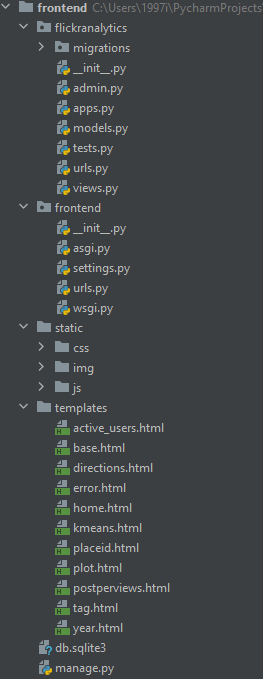 frontend C:\Users\1997i\PycharmProjects
flickranalytics
migrations
__init__.py
admin.py
apps.py
models.py
tests.py
urls.py
views.py
frontend
__init__.py
asgi.py
settings.py
urls.py
wsgi.py
static
css
img
js
templates
active_users.html
base.html
directions.html
error.html
home.html
kmeans.html
placeid.html
plot.html
postperviews.html
tag.html
year.html
db.sqlite3
manage.py